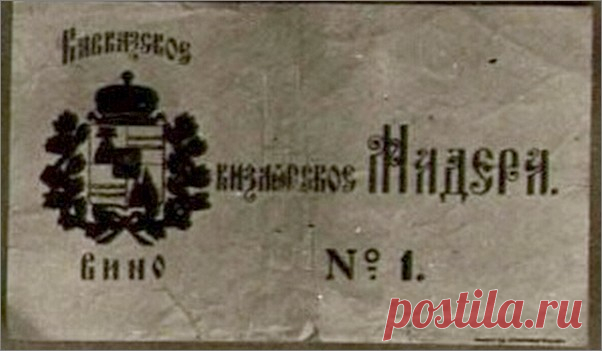 Кавказское
вино
кизлярское Мадера.
№ 1.
postila.ru